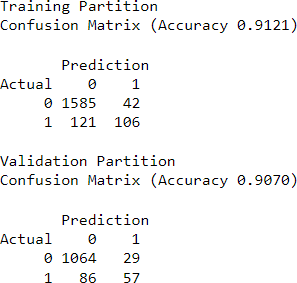 Training Partition
Confusion Matrix (Accuracy 0.9121)

       Prediction
Actual    0    1
     0 1585   42
     1  121  106

Validation Partition
Confusion Matrix (Accuracy 0.9070)

       Prediction
Actual    0    1
     0 1064   29
     1   86   57